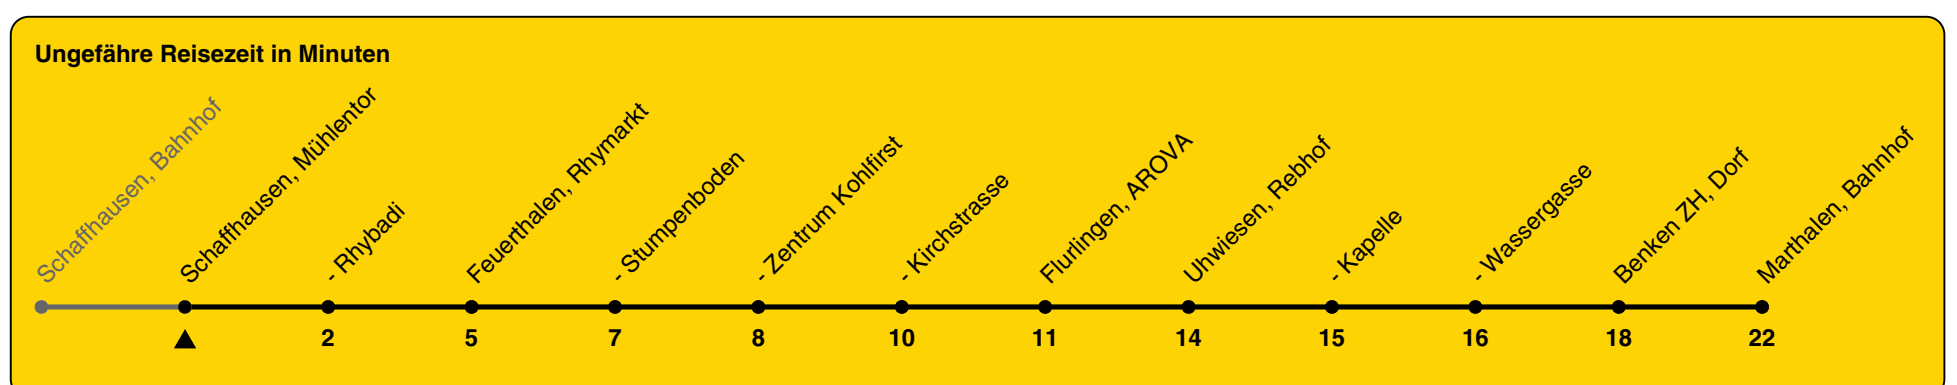 Ungefähre Reisezeit in Minuten
Schaffhausen, Bahnhof
Schaffhausen, Mühlentor
- Rhybadi
Feuerthalen, Rhymarkt
- Stumpenboden
- Zentrum Kohlfirst
- Kirchstrasse
Flurlingen, AROVA
Uhwiesen, Rebhof
- Kapelle
- Wassergasse
Benken ZH, Dorf
Marthalen, Bahnhof
2 5 7 8 10 11 14 15 16 18 22